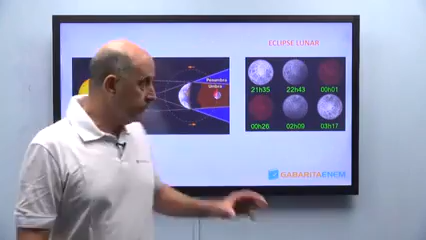 ECLIPSE LUNAR
Penumbra
Umbra
21h35 22h43 00h01
00h26 02h09 03h17
GABARITAENEM